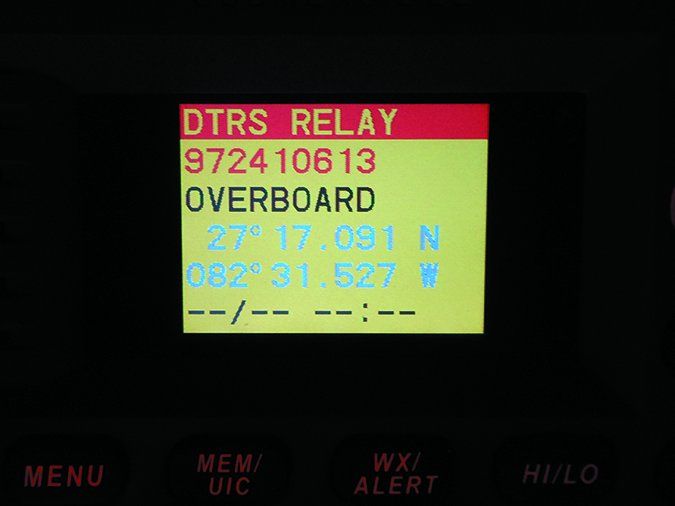 DTRS RELAY
972410613
OVERBOARD
27° 17.091 N
082° 31.527 W
--/-- --:--
MENU
MEM/
UIC
WX/
ALERT
HI/LO